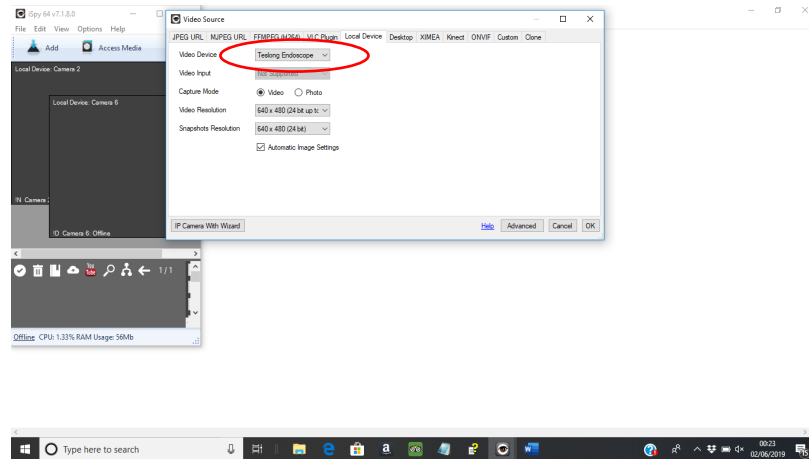 iSpy 64 v7.1.8.0
File Edit View Options Help
Add Access Media
Local Device: Camera 2
Local Device: Camera 6
!D Camera 6: Offline
1/1
You
Tube
Offline CPU: 1.33% RAM Usage: 56Mb
Video Source
JPEG URL MJPEG URL FFMPEG (H264) VLC Plugin Local Device Desktop XIMEA Kinect ONVIF Custom Clone
Video Device Teslong Endoscope
Video Input Not Supported
Capture Mode Video Photo
Video Resolution 640 x 480 (24 bit up tc
Snapshots Resolution 640 x 480 (24 bit)
Automatic Image Settings
IP Camera With Wizard Help Advanced Cancel OK
Type here to search
00:23
02/06/2019